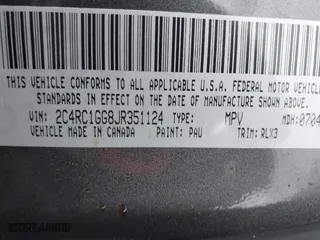 THIS VEHICLE CONFORMS TO ALL APPLICABLE U.S.A. FEDERAL MOTOR VEHICLE
STANDARDS IN EFFECT ON THE DATE OF MANUFACTURE SHOWN ABOVE.
VIN: 2C4RC1GG8JR351124 TYPE: MPV MDH: 0704
VEHICLE MADE IN CANADA PAINT: PAU TRIM: RLX3